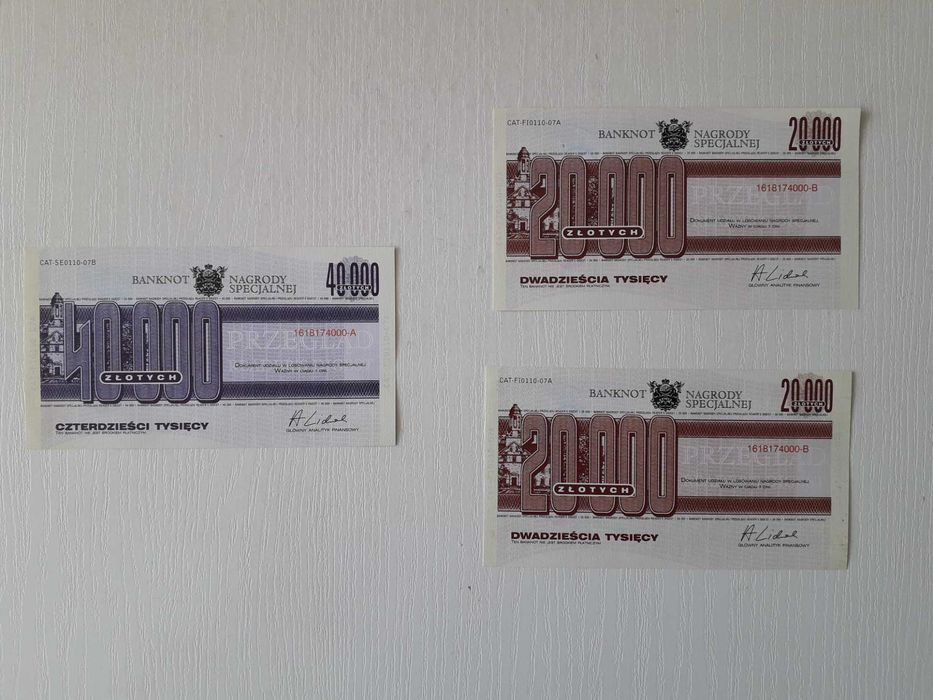 CAT-SE0110-07B
BANKNOT NAGRODY
SPECJALNEJ
40 000
ZŁOTYCH
40 000
ZŁOTYCH
PRZEGLĄD
1618174000-A
DOKUMENT UDZIAŁU W LOSOWANIU NAGRODY SPECJALNEJ.
WAŻNY W CIĄGU 7 DNI.
CZTERDZIEŚCI TYSIĘCY
TEN BANKNOT NIE JEST ŚRODKIEM PŁATNICZYM
GŁÓWNY ANALITYK FINANSOWY
CAT-FI0110-07A
BANKNOT NAGRODY
SPECJALNEJ
20 000
ZŁOTYCH
20 000
ZŁOTYCH
PRZEGLĄD
1618174000-B
DOKUMENT UDZIAŁU W LOSOWANIU NAGRODY SPECJALNEJ.
WAŻNY W CIĄGU 7 DNI.
DWADZIEŚCIA TYSIĘCY
TEN BANKNOT NIE JEST ŚRODKIEM PŁATNICZYM
GŁÓWNY ANALITYK FINANSOWY
CAT-FI0110-07A
BANKNOT NAGRODY
SPECJALNEJ
20 000
ZŁOTYCH
20 000
ZŁOTYCH
PRZEGLĄD
1618174000-B
DOKUMENT UDZIAŁU W LOSOWANIU NAGRODY SPECJALNEJ.
WAŻNY W CIĄGU 7 DNI.
DWADZIEŚCIA TYSIĘCY
TEN BANKNOT NIE JEST ŚRODKIEM PŁATNICZYM
GŁÓWNY ANALITYK FINANSOWY